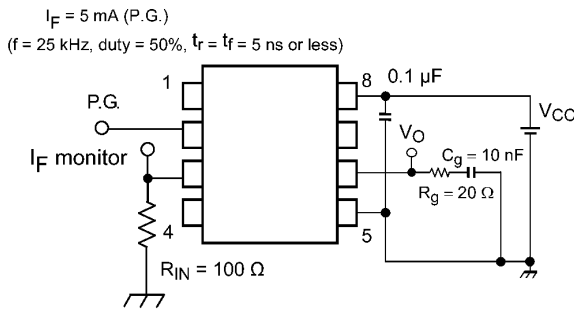 IF = 5 mA (P.G.)
(f = 25 kHz, duty = 50%, tr = tf = 5 ns or less)
1
8
0.1 μF
P.G.
VO
VCC
IF monitor
Cg = 10 nF
Rg = 20 Ω
4
5
RIN = 100 Ω